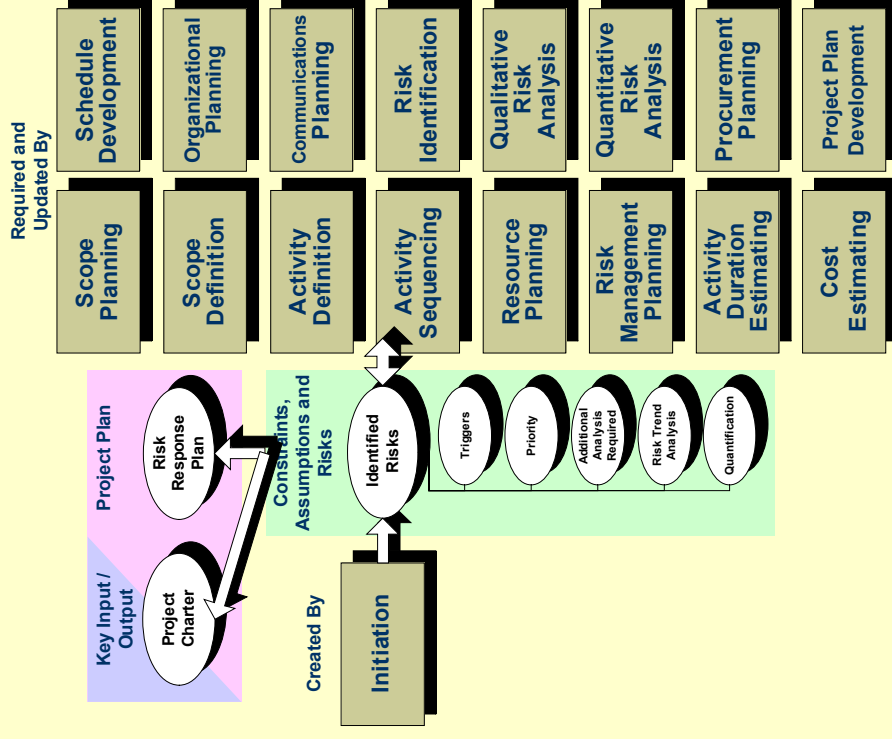 Key Input /
Output
Project Plan
Project
Charter
Risk
Response
Plan
Created By
Initiation
Constraints,
Assumptions and
Risks
Identified
Risks
Triggers
Priority
Additional
Analysis
Required
Risk Trend
Analysis
Quantification
Required and
Updated By
Scope
Planning
Schedule
Development
Scope
Definition
Organizational
Planning
Activity
Definition
Communications
Planning
Activity
Sequencing
Risk
Identification
Resource
Planning
Qualitative
Risk
Analysis
Risk
Management
Planning
Quantitative
Risk
Analysis
Activity
Duration
Estimating
Procurement
Planning
Cost
Estimating
Project Plan
Development